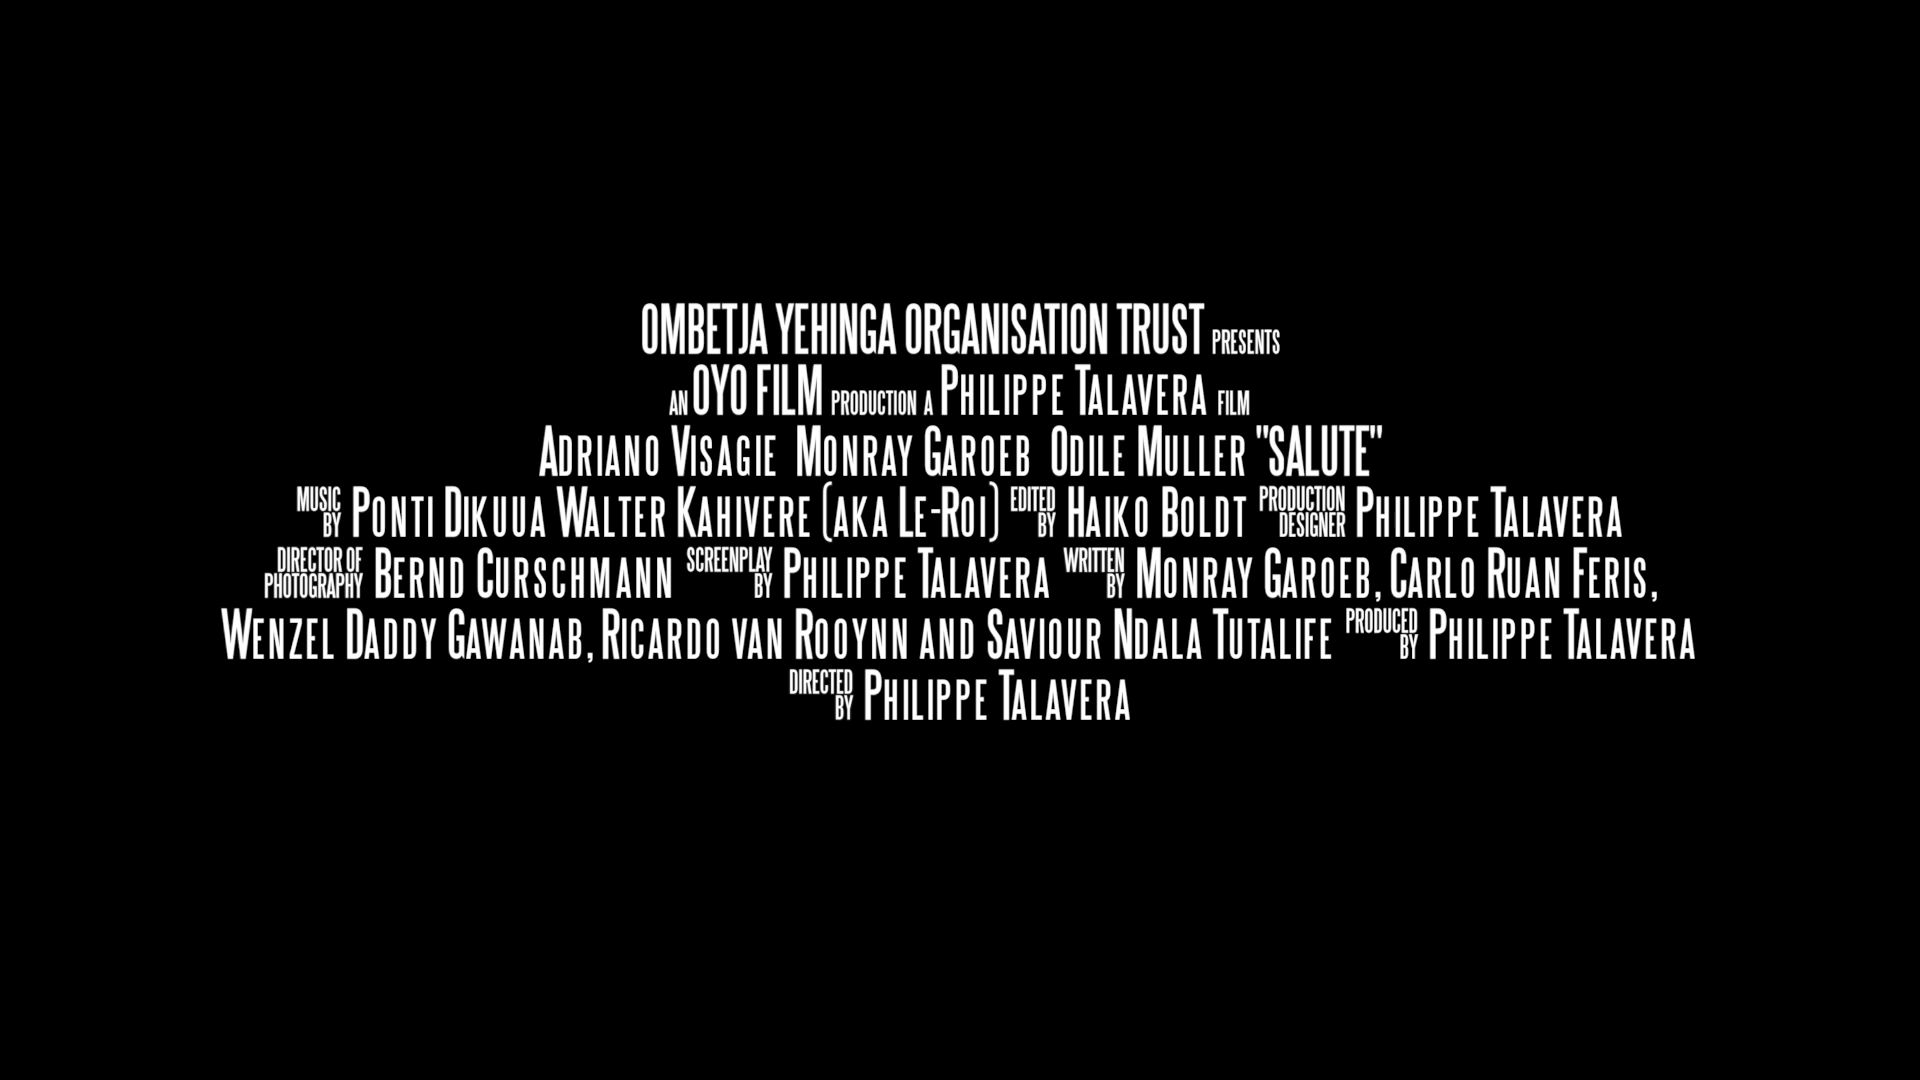 OMBETJA YEHINGA ORGANISATION TRUST PRESENTS
AN OYO FILM PRODUCTION A PHILIPPE TALAVERA FILM
ADRIANO VISAGIE MONRAY GAROEB ODILE MULLER "SALUTE"
MUSIC BY PONTI DIKUUA WALTER KAHIVERE (AKA LE-ROI) EDITED BY HAIKO BOLDT PRODUCTION DESIGNER PHILIPPE TALAVERA
DIRECTOR OF PHOTOGRAPHY BERND CURSCHMANN SCREENPLAY BY PHILIPPE TALAVERA WRITTEN BY MONRAY GAROEB, CARLO RUAN FERIS,
WENZEL DADDY GAWANAB, RICARDO VAN ROOYNN AND SAVIOUR NDALA TUTALIFE PRODUCED BY PHILIPPE TALAVERA
DIRECTED BY PHILIPPE TALAVERA